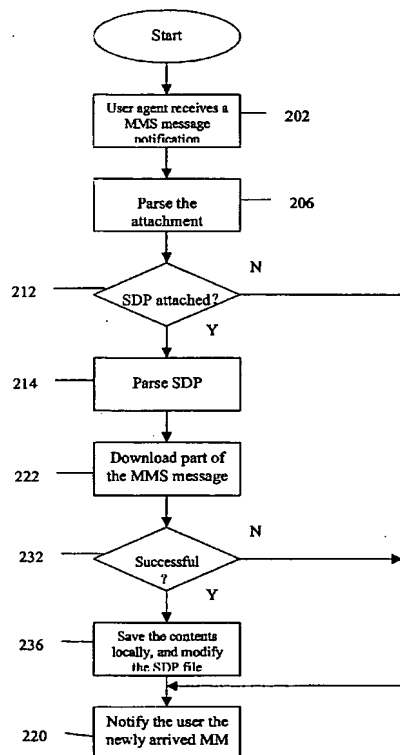 Start
User agent receives a
MMS message
notification
202
Parse the
attachment
206
N
212
SDP attached?
Y
214
Parse SDP
222
Download part of
the MMS message
N
232
Successful
?
Y
236
Save the contents
locally, and modify
the SDP file
220
Notify the user the
newly arrived MM